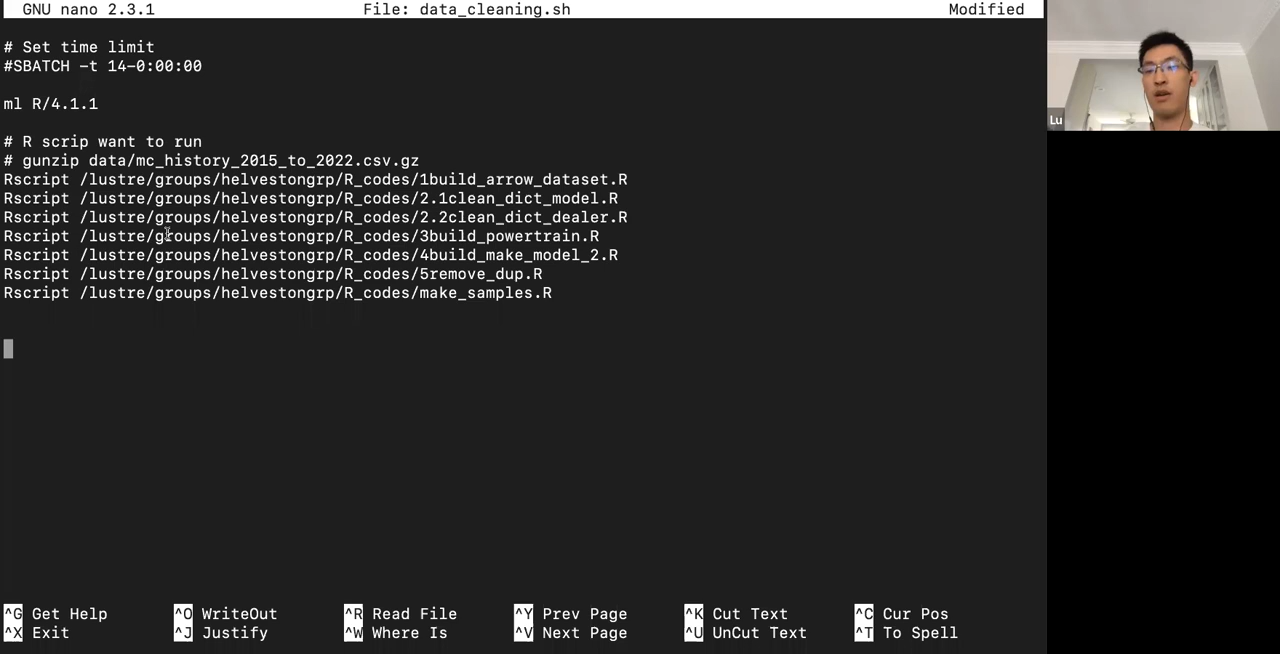 GNU nano 2.3.1 File: data_cleaning.sh Modified
# Set time limit
#SBATCH -t 14-0:00:00
ml R/4.1.1
# R scrip want to run
# gunzip data/mc_history_2015_to_2022.csv.gz
Rscript /lustre/groups/helvestongrp/R_codes/1build_arrow_dataset.R
Rscript /lustre/groups/helvestongrp/R_codes/2.1clean_dict_model.R
Rscript /lustre/groups/helvestongrp/R_codes/2.2clean_dict_dealer.R
Rscript /lustre/groups/helvestongrp/R_codes/3build_powertrain.R
Rscript /lustre/groups/helvestongrp/R_codes/4build_make_model_2.R
Rscript /lustre/groups/helvestongrp/R_codes/5remove_dup.R
Rscript /lustre/groups/helvestongrp/R_codes/make_samples.R
^G Get Help ^O WriteOut ^R Read File ^Y Prev Page ^K Cut Text ^C Cur Pos
^X Exit ^J Justify ^W Where Is ^V Next Page ^U UnCut Text ^T To Spell
Lu